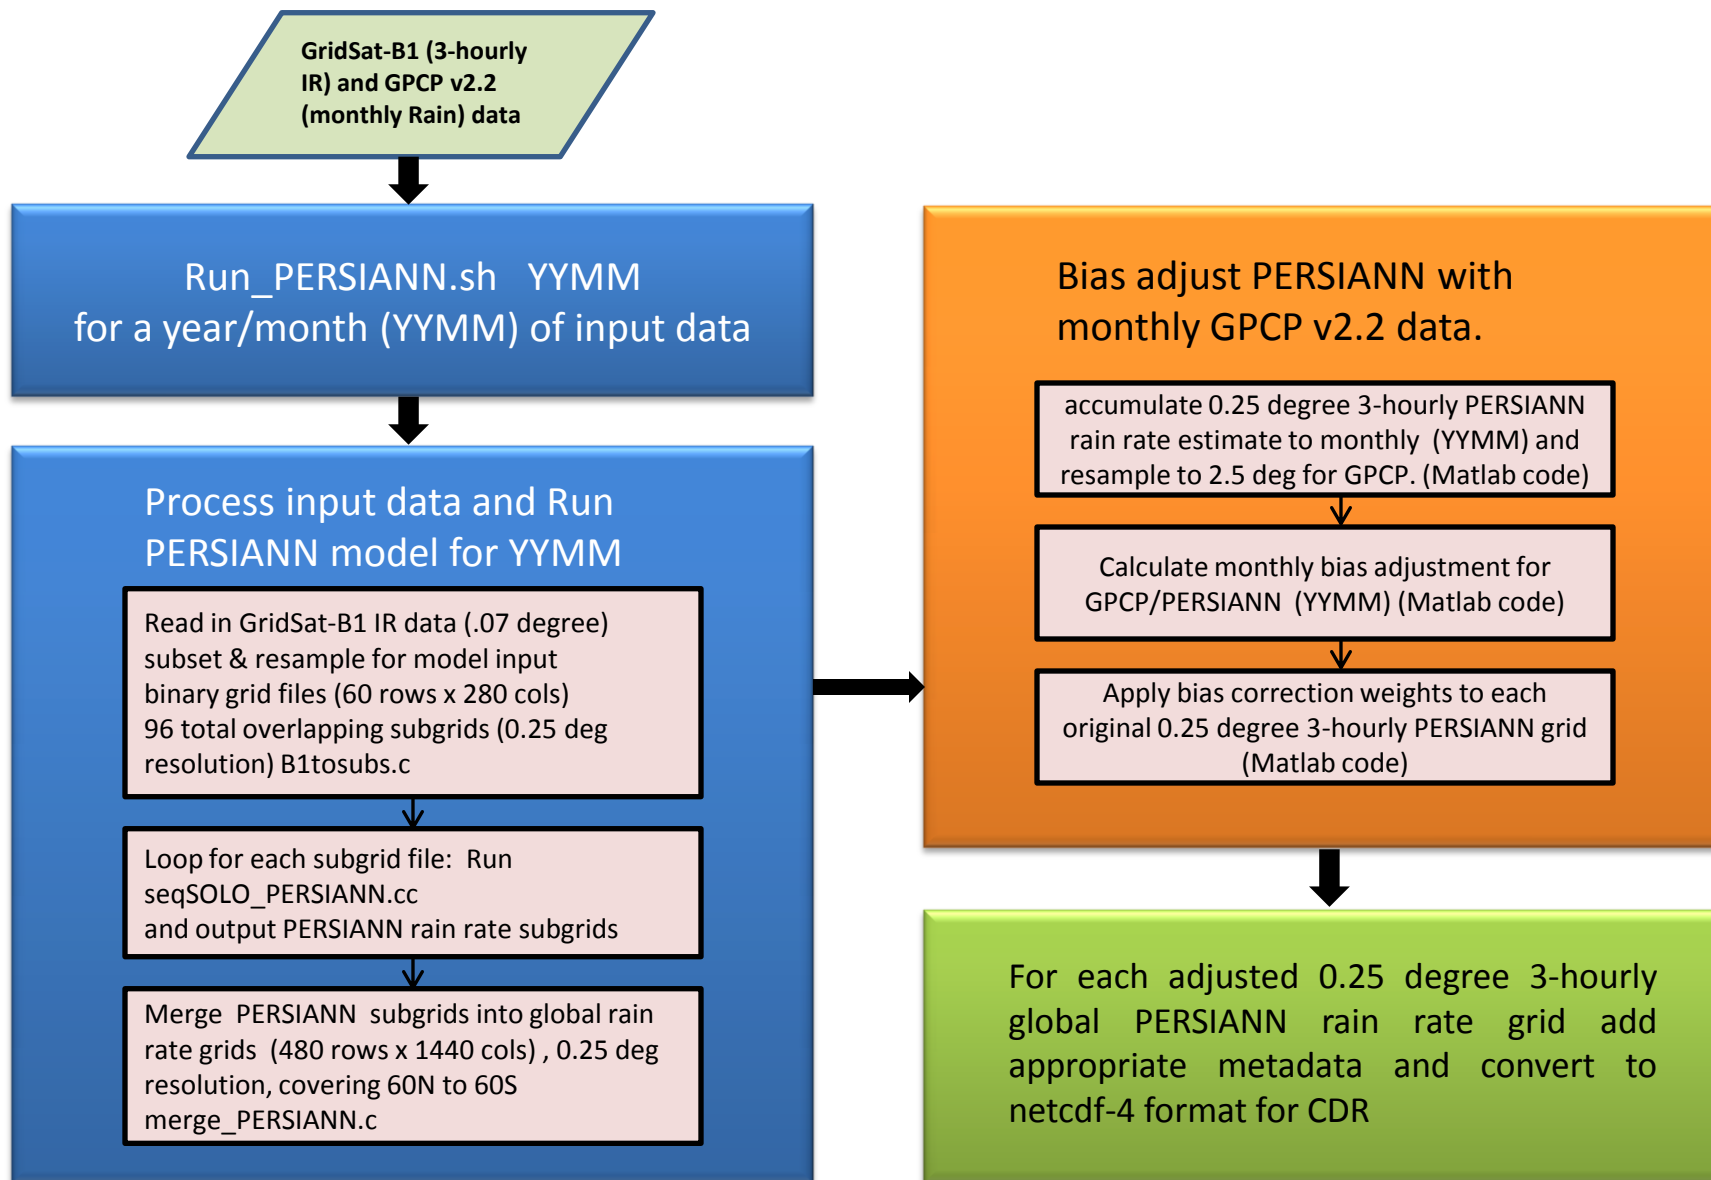 GridSat-B1 (3-hourly
IR) and GPCP v2.2
(monthly Rain) data
Run_PERSIANN.sh YYMM
for a year/month (YYMM) of input data
Process input data and Run
PERSIANN model for YYMM
Read in GridSat-B1 IR data (.07 degree)
subset & resample for model input
binary grid files (60 rows x 280 cols)
96 total overlapping subgrids (0.25 deg
resolution) B1tosubs.c
Loop for each subgrid file: Run
seqSOLO_PERSIANN.cc
and output PERSIANN rain rate subgrids
Merge PERSIANN subgrids into global rain
rate grids (480 rows x 1440 cols) , 0.25 deg
resolution, covering 60N to 60S
merge_PERSIANN.c
Bias adjust PERSIANN with
monthly GPCP v2.2 data.
accumulate 0.25 degree 3-hourly PERSIANN
rain rate estimate to monthly (YYMM) and
resample to 2.5 deg for GPCP. (Matlab code)
Calculate monthly bias adjustment for
GPCP/PERSIANN (YYMM) (Matlab code)
Apply bias correction weights to each
original 0.25 degree 3-hourly PERSIANN grid
(Matlab code)
For each adjusted 0.25 degree 3-hourly
global PERSIANN rain rate grid add
appropriate metadata and convert to
netcdf-4 format for CDR